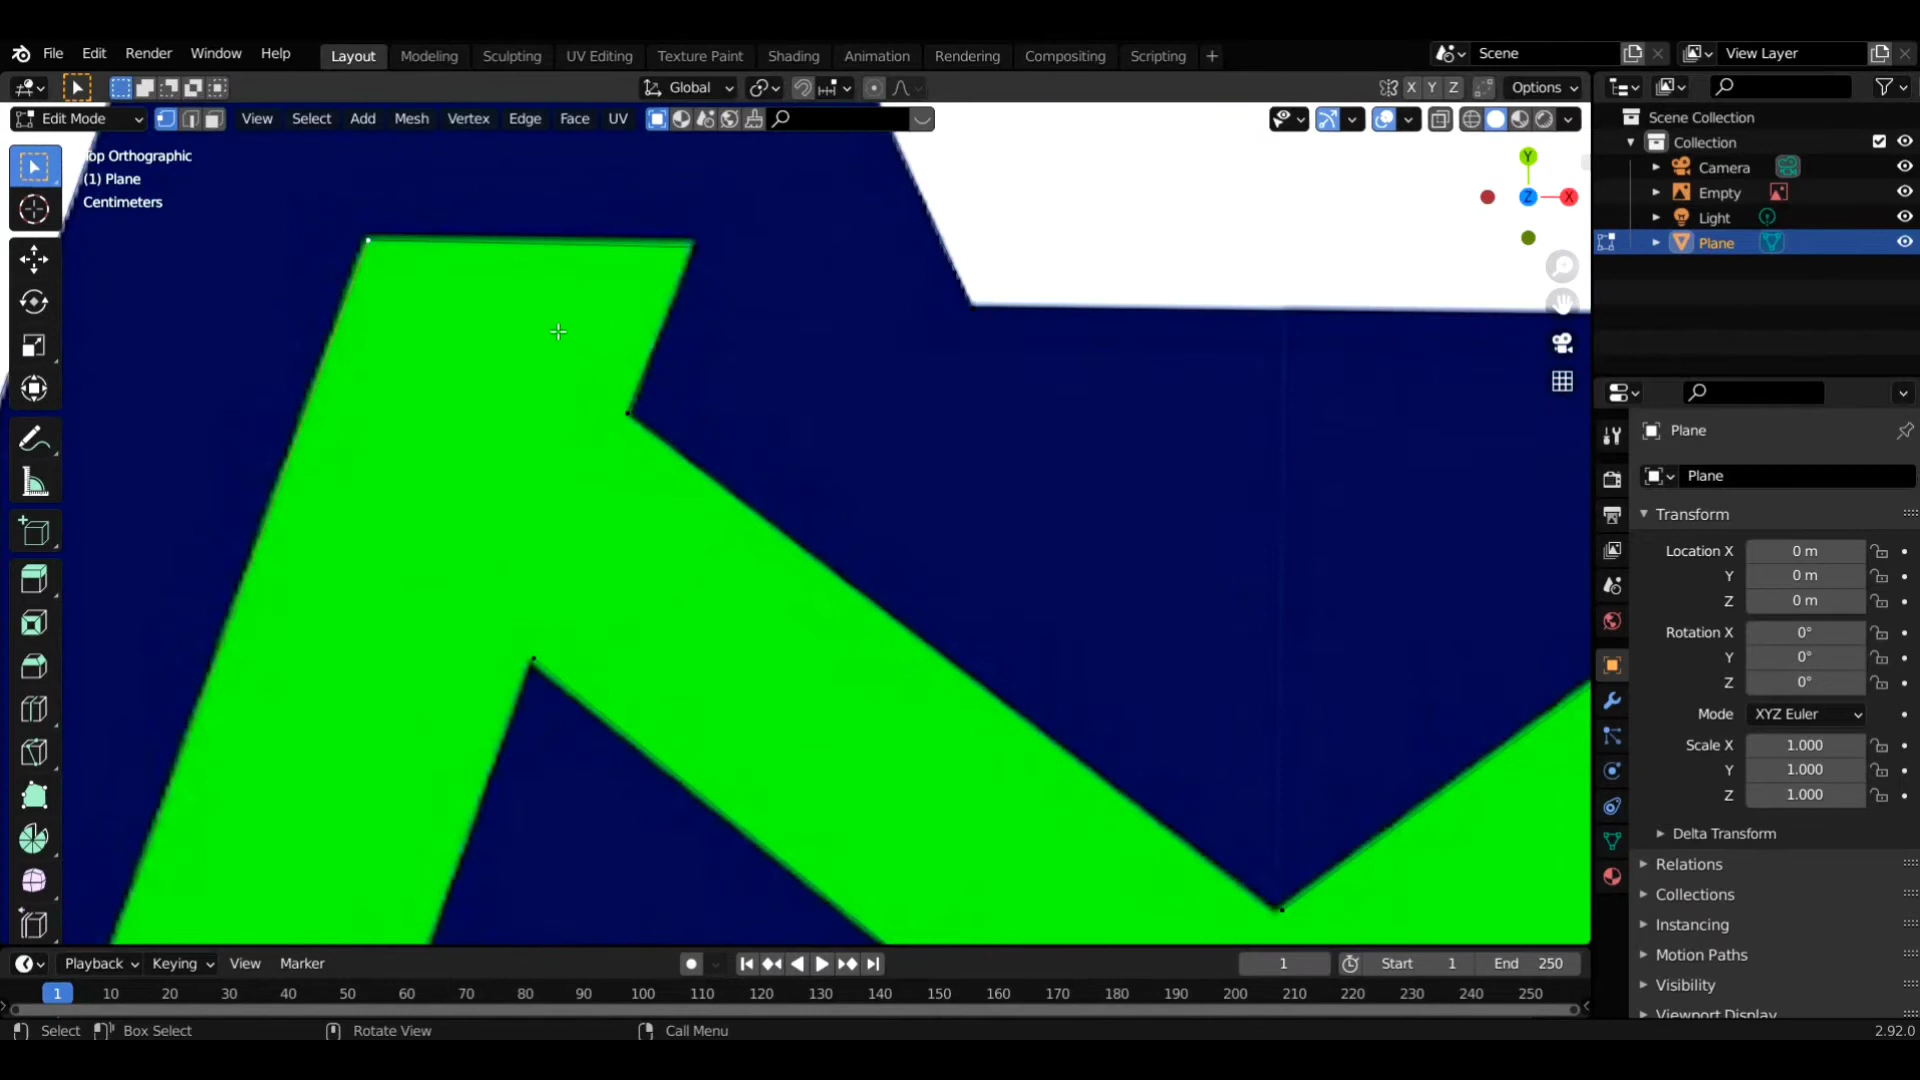 File Edit Render Window Help Layout Modeling Sculpting UV Editing Texture Paint Shading Animation Rendering Compositing Scripting + Scene View Layer
Global X Y Z Options
Edit Mode View Select Add Mesh Vertex Edge Face UV
Top Orthographic
(1) Plane
Centimeters
Y
Z
X
Scene Collection
Collection
Camera
Empty
Light
Plane
Plane
Plane
Transform
Location X 0 m
Y 0 m
Z 0 m
Rotation X 0°
Y 0°
Z 0°
Mode XYZ Euler
Scale X 1.000
Y 1.000
Z 1.000
Delta Transform
Relations
Collections
Instancing
Motion Paths
Visibility
Viewport Display
Playback Keying View Marker 1 Start 1 End 250
1 10 20 30 40 50 60 70 80 90 100 110 120 130 140 150 160 170 180 190 200 210 220 230 240 250
Select Box Select Rotate View Call Menu 2.92.0